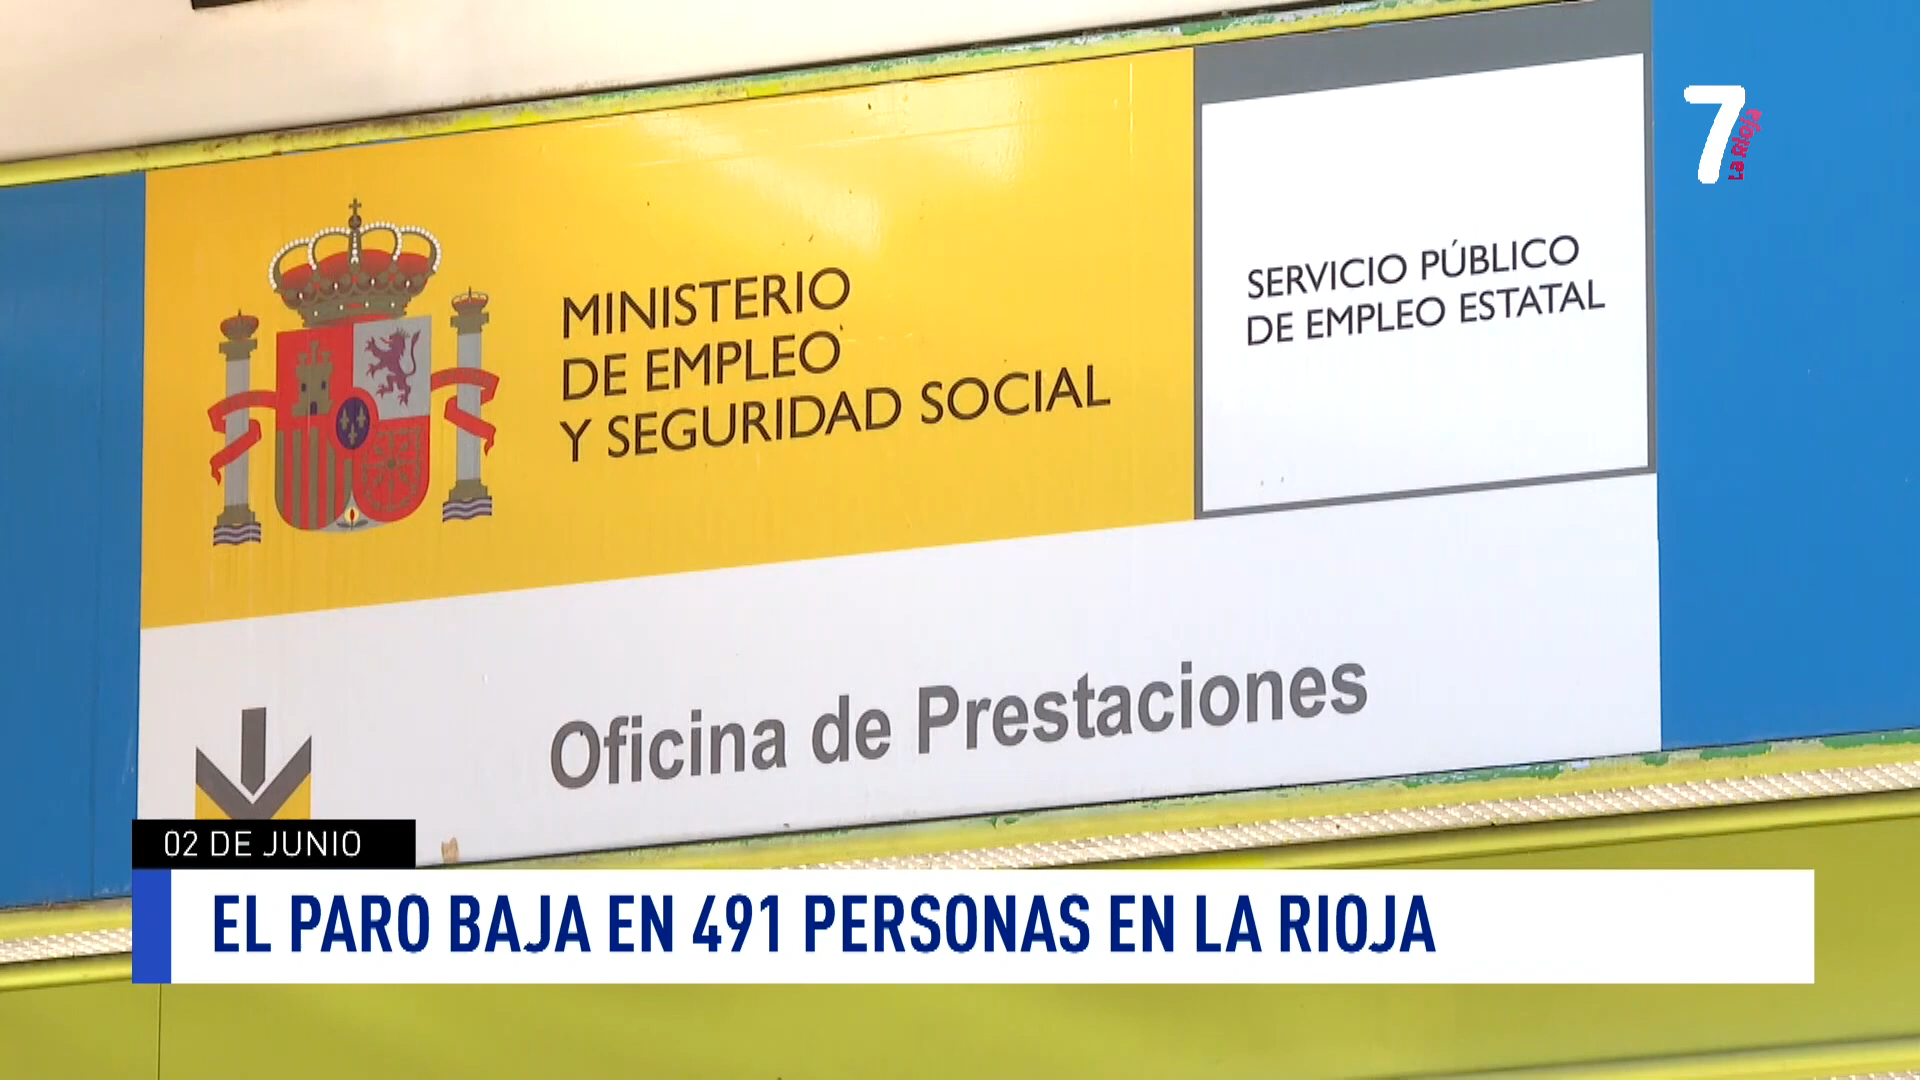 7
La Rioja
MINISTERIO
DE EMPLEO
Y SEGURIDAD SOCIAL
SERVICIO PÚBLICO
DE EMPLEO ESTATAL
Oficina de Prestaciones
02 DE JUNIO
EL PARO BAJA EN 491 PERSONAS EN LA RIOJA